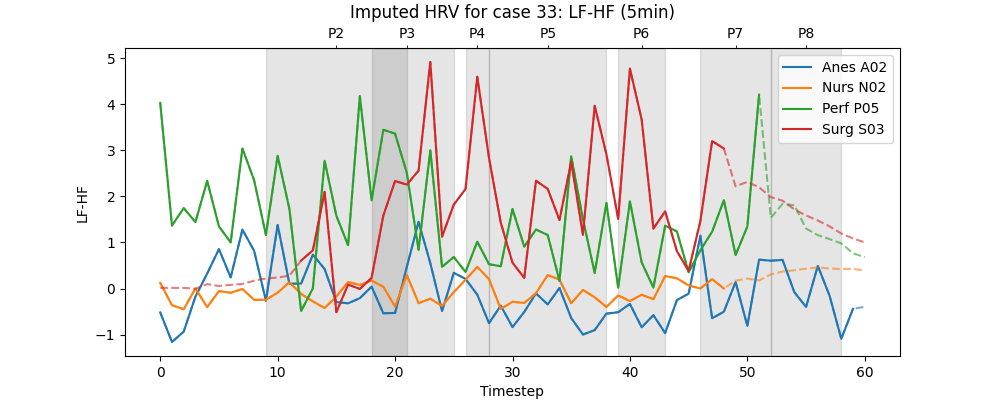 Imputed HRV for case 33: LF-HF (5min)
P2 P3 P4 P5 P6 P7 P8
Anes A02
Nurs N02
Perf P05
Surg S03
5
4
3
2
1
0
−1
LF-HF
0 10 20 30 40 50 60
Timestep